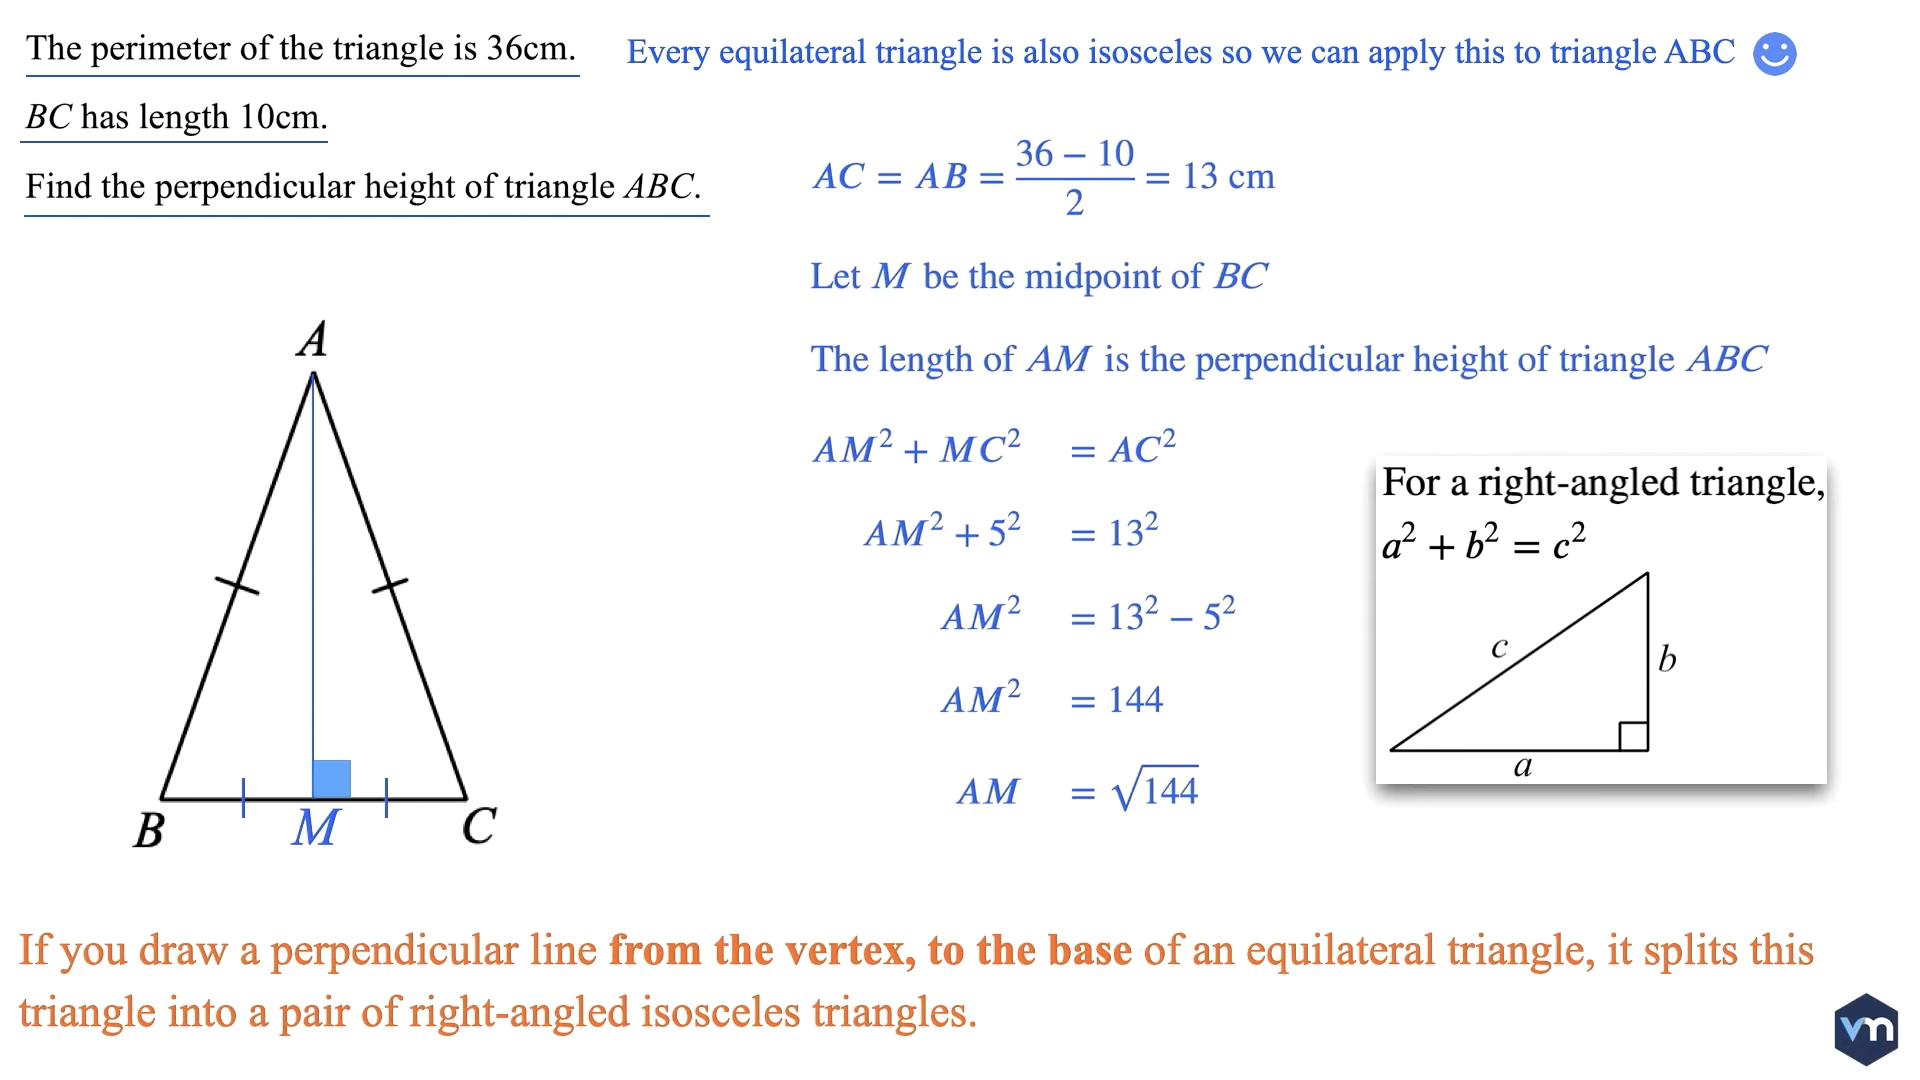 The perimeter of the triangle is 36cm.
Every equilateral triangle is also isosceles so we can apply this to triangle ABC
BC has length 10cm.
Find the perpendicular height of triangle ABC.
AC = AB = (36 − 10)/2 = 13 cm
Let M be the midpoint of BC
The length of AM is the perpendicular height of triangle ABC
AM² + MC² = AC²
AM² + 5² = 13²
AM² = 13² − 5²
AM² = 144
AM = √144
For a right-angled triangle,
a² + b² = c²
c
b
a
A
B
M
C
If you draw a perpendicular line from the vertex, to the base of an equilateral triangle, it splits this
triangle into a pair of right-angled isosceles triangles.
vm